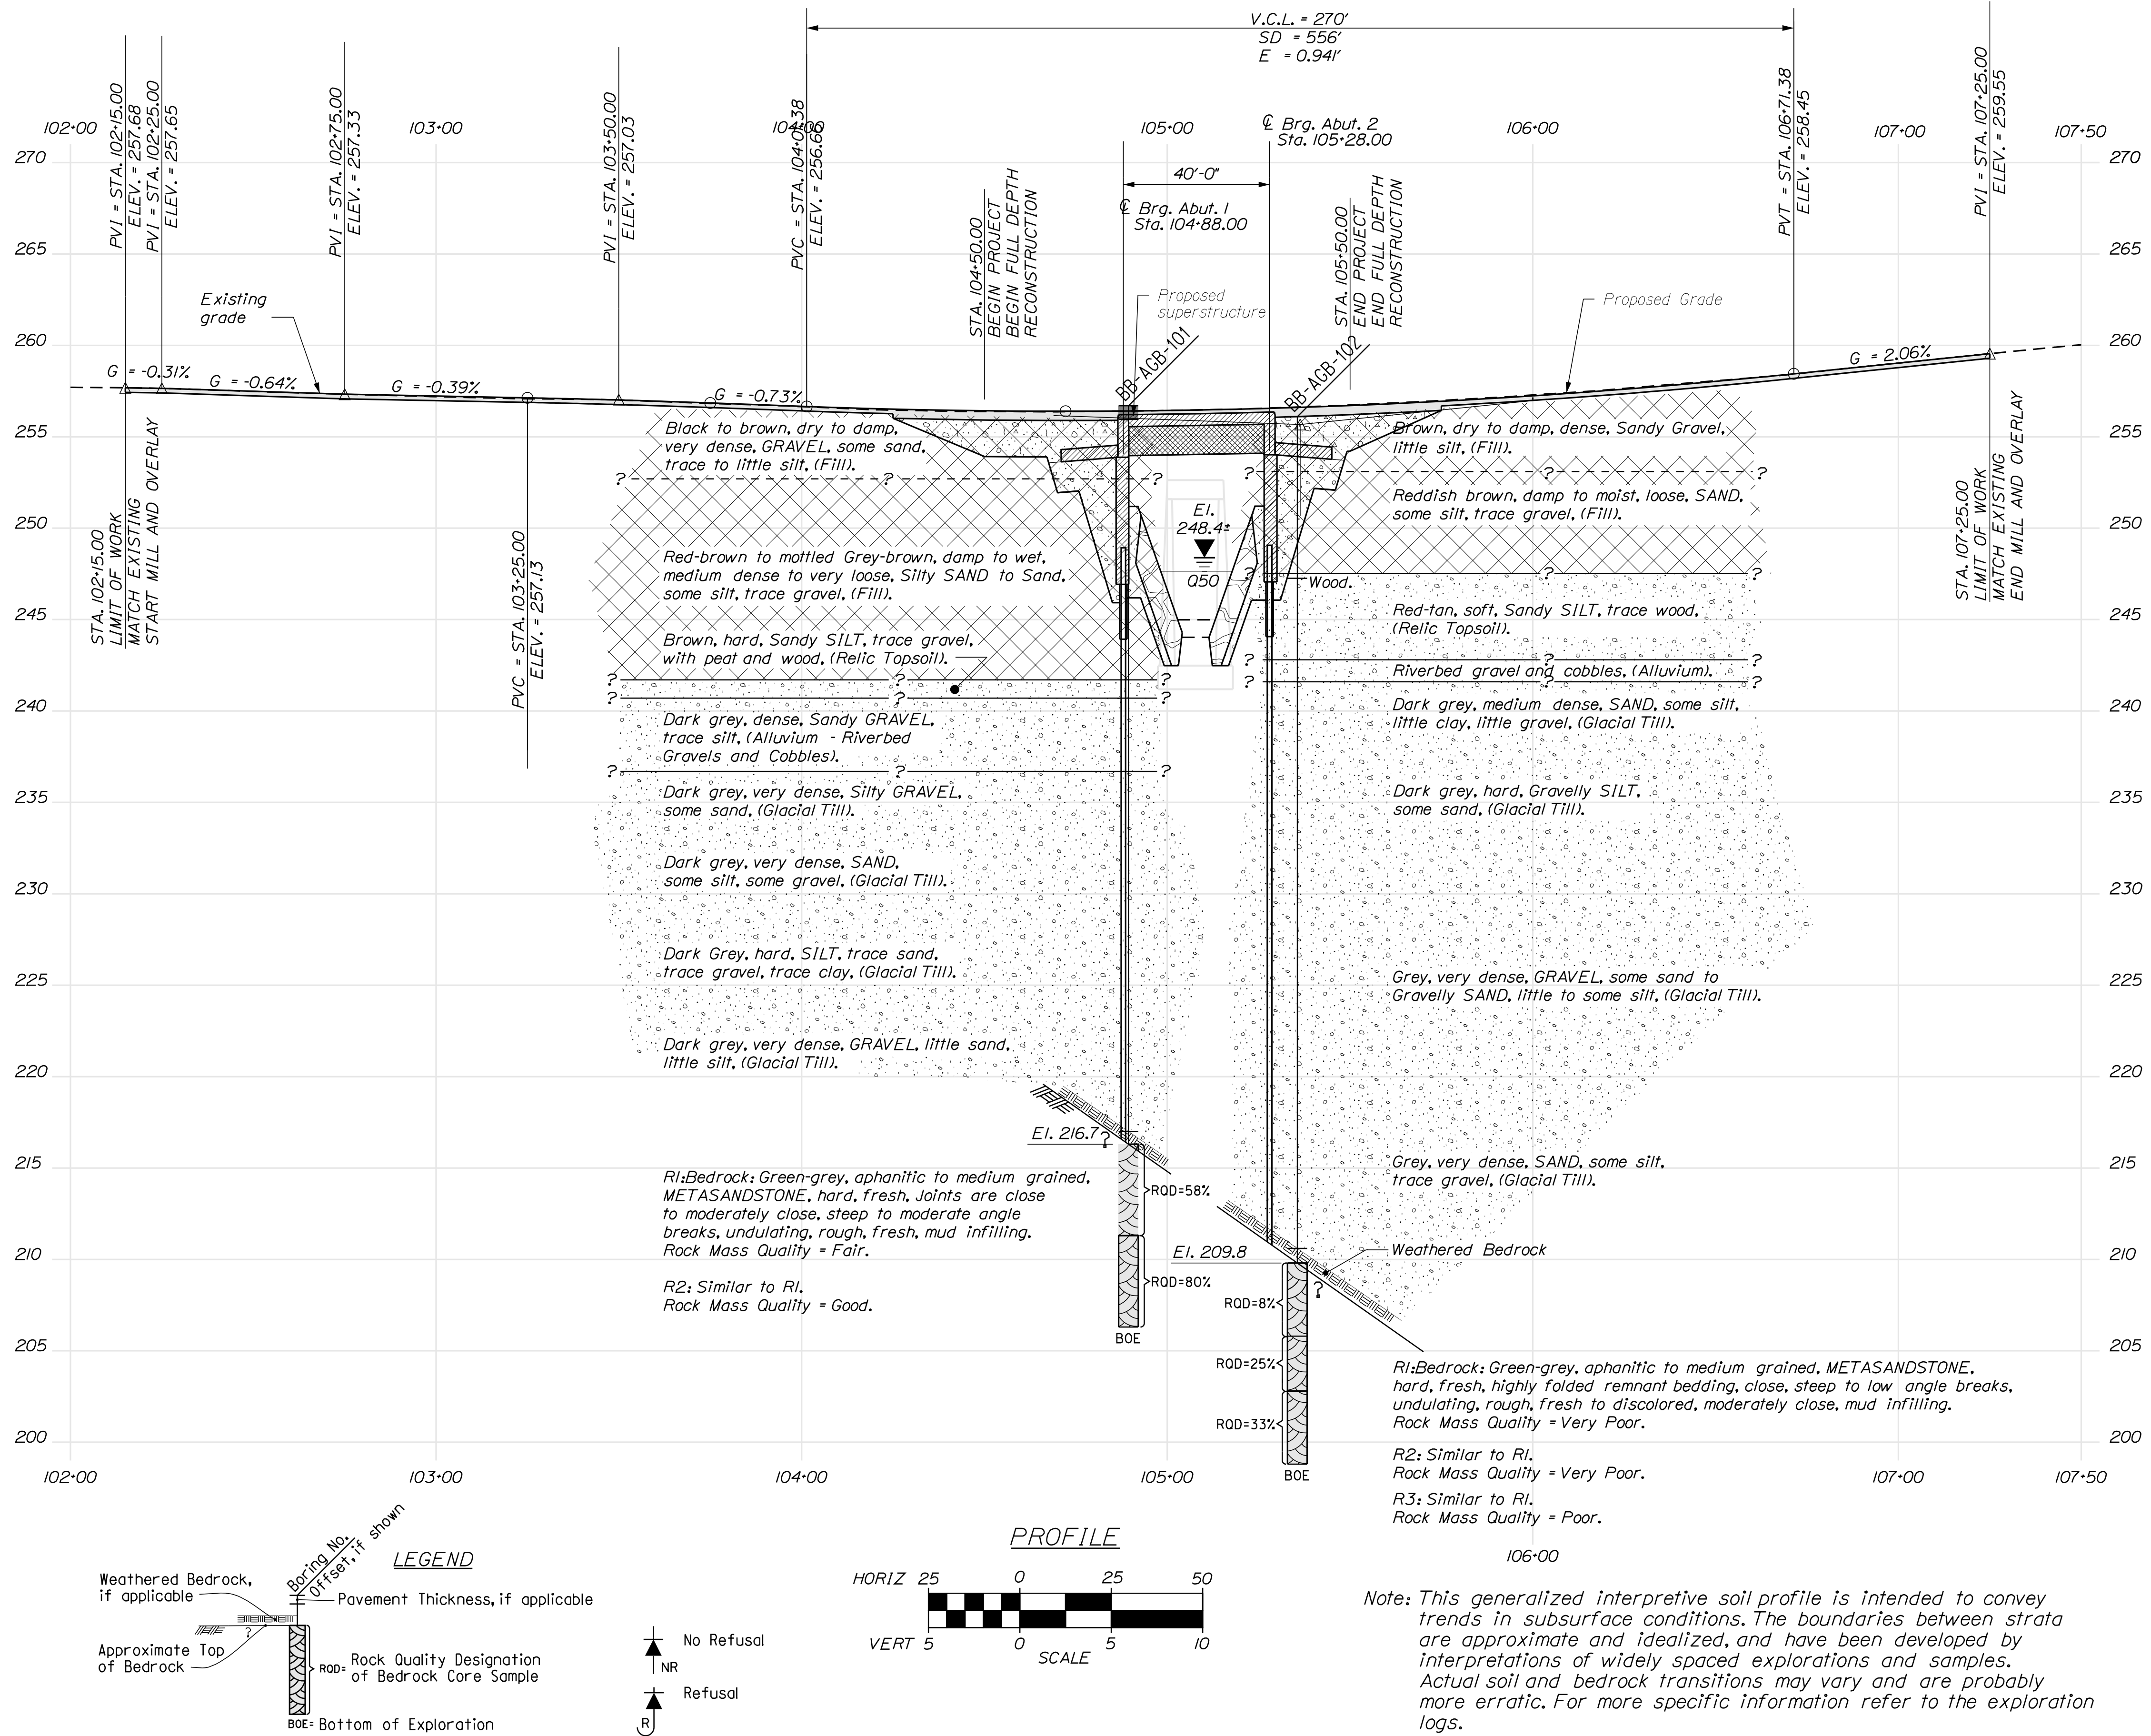 V.C.L. = 270'
SD = 556'
E = 0.941'
PVI = STA. 102+15.00
ELEV. = 257.68
PVI = STA. 102+25.00
ELEV. = 257.65
PVI = STA. 102+75.00
ELEV. = 257.33
PVI = STA. 103+50.00
ELEV. = 257.03
PVC = STA. 104+01.38
ELEV. = 256.66
PVT = STA. 106+71.38
ELEV. = 258.45
PVI = STA. 107+25.00
ELEV. = 259.55
102+00
103+00
104+00
105+00
106+00
107+00
107+50
℄ Brg. Abut. 2
Sta. 105+28.00
40'-0"
℄ Brg. Abut. 1
Sta. 104+88.00
STA. 104+50.00
BEGIN PROJECT
BEGIN FULL DEPTH
RECONSTRUCTION
STA. 105+50.00
END PROJECT
END FULL DEPTH
RECONSTRUCTION
270
265
260
255
250
245
240
235
230
225
220
215
210
205
200
270
265
260
255
250
245
240
235
230
225
220
215
210
205
200
Existing
grade
Proposed
superstructure
Proposed Grade
BB-AGB-101
BB-AGB-102
G = -0.31%
G = -0.64%
G = -0.39%
G = -0.73%
G = 2.06%
STA. 102+15.00
LIMIT OF WORK
MATCH EXISTING
START MILL AND OVERLAY
PVC = STA. 103+25.00
ELEV. = 257.13
STA. 107+25.00
LIMIT OF WORK
MATCH EXISTING
END MILL AND OVERLAY
Black to brown, dry to damp,
very dense, GRAVEL, some sand,
trace to little silt, (Fill).
? ? ?
Red-brown to mottled Grey-brown, damp to wet,
medium dense to very loose, Silty SAND to Sand,
some silt, trace gravel, (Fill).
Brown, hard, Sandy SILT, trace gravel,
with peat and wood, (Relic Topsoil).
? ? ?
? ? ?
Dark grey, dense, Sandy GRAVEL,
trace silt, (Alluvium - Riverbed
Gravels and Cobbles).
? ? ?
Dark grey, very dense, Silty GRAVEL,
some sand, (Glacial Till).
Dark grey, very dense, SAND,
some silt, some gravel, (Glacial Till).
Dark Grey, hard, SILT, trace sand,
trace gravel, trace clay, (Glacial Till).
Dark grey, very dense, GRAVEL, little sand,
little silt, (Glacial Till).
El. 216.7
?
R1:Bedrock: Green-grey, aphanitic to medium grained,
METASANDSTONE, hard, fresh, Joints are close
to moderately close, steep to moderate angle
breaks, undulating, rough, fresh, mud infilling.
Rock Mass Quality = Fair.
R2: Similar to R1.
Rock Mass Quality = Good.
RQD=58%
RQD=80%
BOE
El.
248.4±
Q50
Wood.
Brown, dry to damp, dense, Sandy Gravel,
little silt, (Fill).
? ? ?
Reddish brown, damp to moist, loose, SAND,
some silt, trace gravel, (Fill).
? ? ?
Red-tan, soft, Sandy SILT, trace wood,
(Relic Topsoil).
? ? ?
Riverbed gravel and cobbles, (Alluvium).
? ? ?
Dark grey, medium dense, SAND, some silt,
little clay, little gravel, (Glacial Till).
Dark grey, hard, Gravelly SILT,
some sand, (Glacial Till).
Grey, very dense, GRAVEL, some sand to
Gravelly SAND, little to some silt, (Glacial Till).
Grey, very dense, SAND, some silt,
trace gravel, (Glacial Till).
Weathered Bedrock
El. 209.8
?
RQD=8%
RQD=25%
RQD=33%
BOE
R1:Bedrock: Green-grey, aphanitic to medium grained, METASANDSTONE,
hard, fresh, highly folded remnant bedding, close, steep to low angle breaks,
undulating, rough, fresh to discolored, moderately close, mud infilling.
Rock Mass Quality = Very Poor.
R2: Similar to R1.
Rock Mass Quality = Very Poor.
R3: Similar to R1.
Rock Mass Quality = Poor.
102+00
103+00
104+00
105+00
106+00
107+00
107+50
LEGEND
Boring No.
Offset, if shown
Weathered Bedrock,
if applicable
Pavement Thickness, if applicable
?
Approximate Top
of Bedrock
RQD= Rock Quality Designation
of Bedrock Core Sample
BOE= Bottom of Exploration
No Refusal
NR
Refusal
R
PROFILE
HORIZ 25 0 25 50
VERT 5 0 5 10
SCALE
Note: This generalized interpretive soil profile is intended to convey
trends in subsurface conditions. The boundaries between strata
are approximate and idealized, and have been developed by
interpretations of widely spaced explorations and samples.
Actual soil and bedrock transitions may vary and are probably
more erratic. For more specific information refer to the exploration
logs.